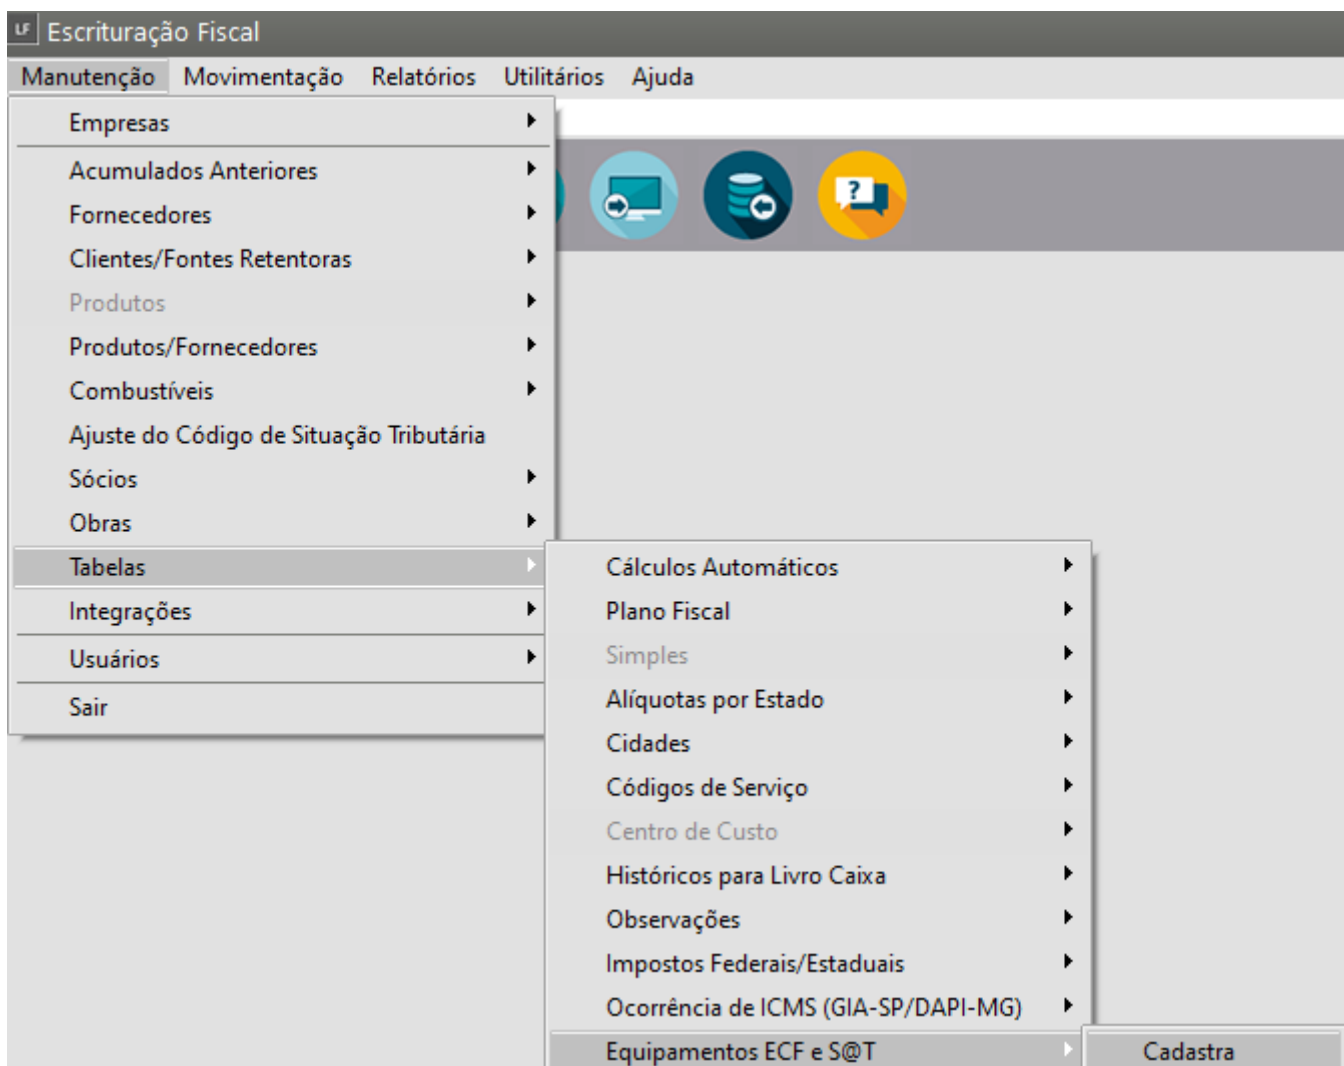 LF Escrituração Fiscal
Manutenção Movimentação Relatórios Utilitários Ajuda
Empresas
Acumulados Anteriores
Fornecedores
Clientes/Fontes Retentoras
Produtos
Produtos/Fornecedores
Combustíveis
Ajuste do Código de Situação Tributária
Sócios
Obras
Tabelas
Integrações
Usuários
Sair
Cálculos Automáticos
Plano Fiscal
Simples
Alíquotas por Estado
Cidades
Códigos de Serviço
Centro de Custo
Históricos para Livro Caixa
Observações
Impostos Federais/Estaduais
Ocorrência de ICMS (GIA-SP/DAPI-MG)
Equipamentos ECF e S@T
Cadastra
?